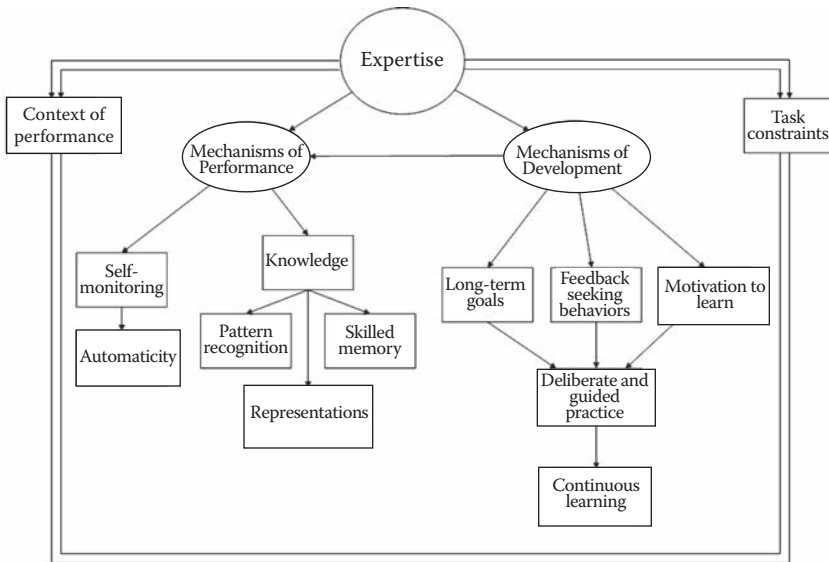 Expertise
Context of
performance
Task
constraints
Mechanisms of
Performance
Mechanisms of
Development
Self-
monitoring
Knowledge
Long-term
goals
Feedback
seeking
behaviors
Motivation to
learn
Automaticity
Pattern
recognition
Skilled
memory
Representations
Deliberate and
guided
practice
Continuous
learning